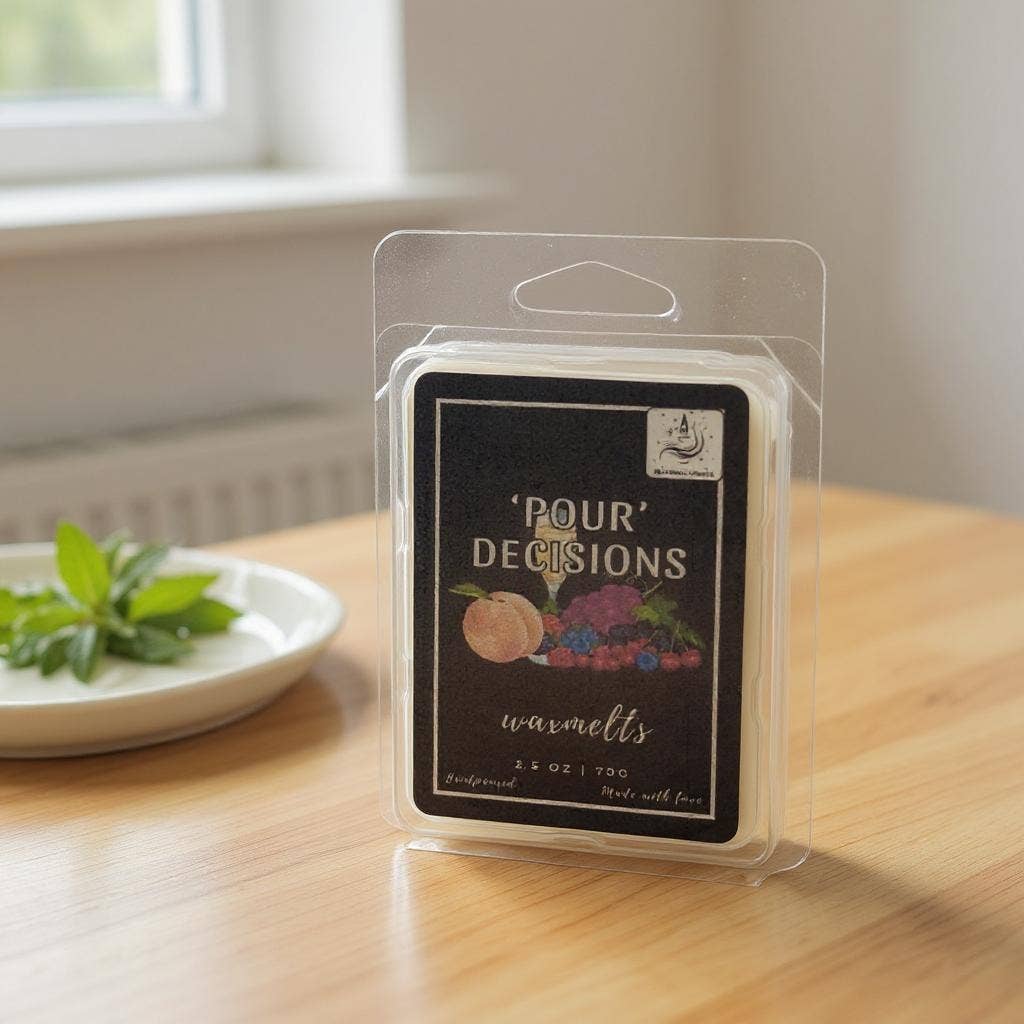 'POUR'
DECISIONS
waxmelts
2.5 OZ | 70G
Handpoured
Made with love